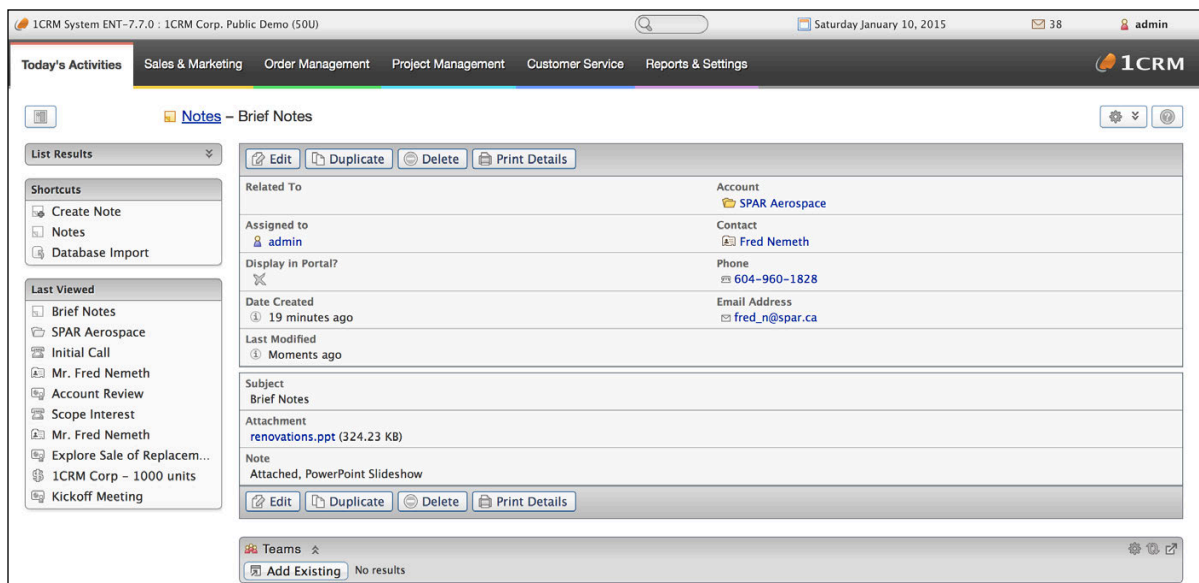 1CRM System ENT-7.7.0 : 1CRM Corp. Public Demo (50U)
Saturday January 10, 2015
38
admin
Today's Activities
Sales & Marketing
Order Management
Project Management
Customer Service
Reports & Settings
1CRM
Notes – Brief Notes
List Results
Shortcuts
Create Note
Notes
Database Import
Last Viewed
Brief Notes
SPAR Aerospace
Initial Call
Mr. Fred Nemeth
Account Review
Scope Interest
Mr. Fred Nemeth
Explore Sale of Replacem...
1CRM Corp – 1000 units
Kickoff Meeting
Edit
Duplicate
Delete
Print Details
Related To
Account
SPAR Aerospace
Assigned to
admin
Contact
Fred Nemeth
Display in Portal?
Phone
604-960-1828
Date Created
19 minutes ago
Email Address
fred_n@spar.ca
Last Modified
Moments ago
Subject
Brief Notes
Attachment
renovations.ppt (324.23 KB)
Note
Attached, PowerPoint Slideshow
Edit
Duplicate
Delete
Print Details
Teams
Add Existing
No results